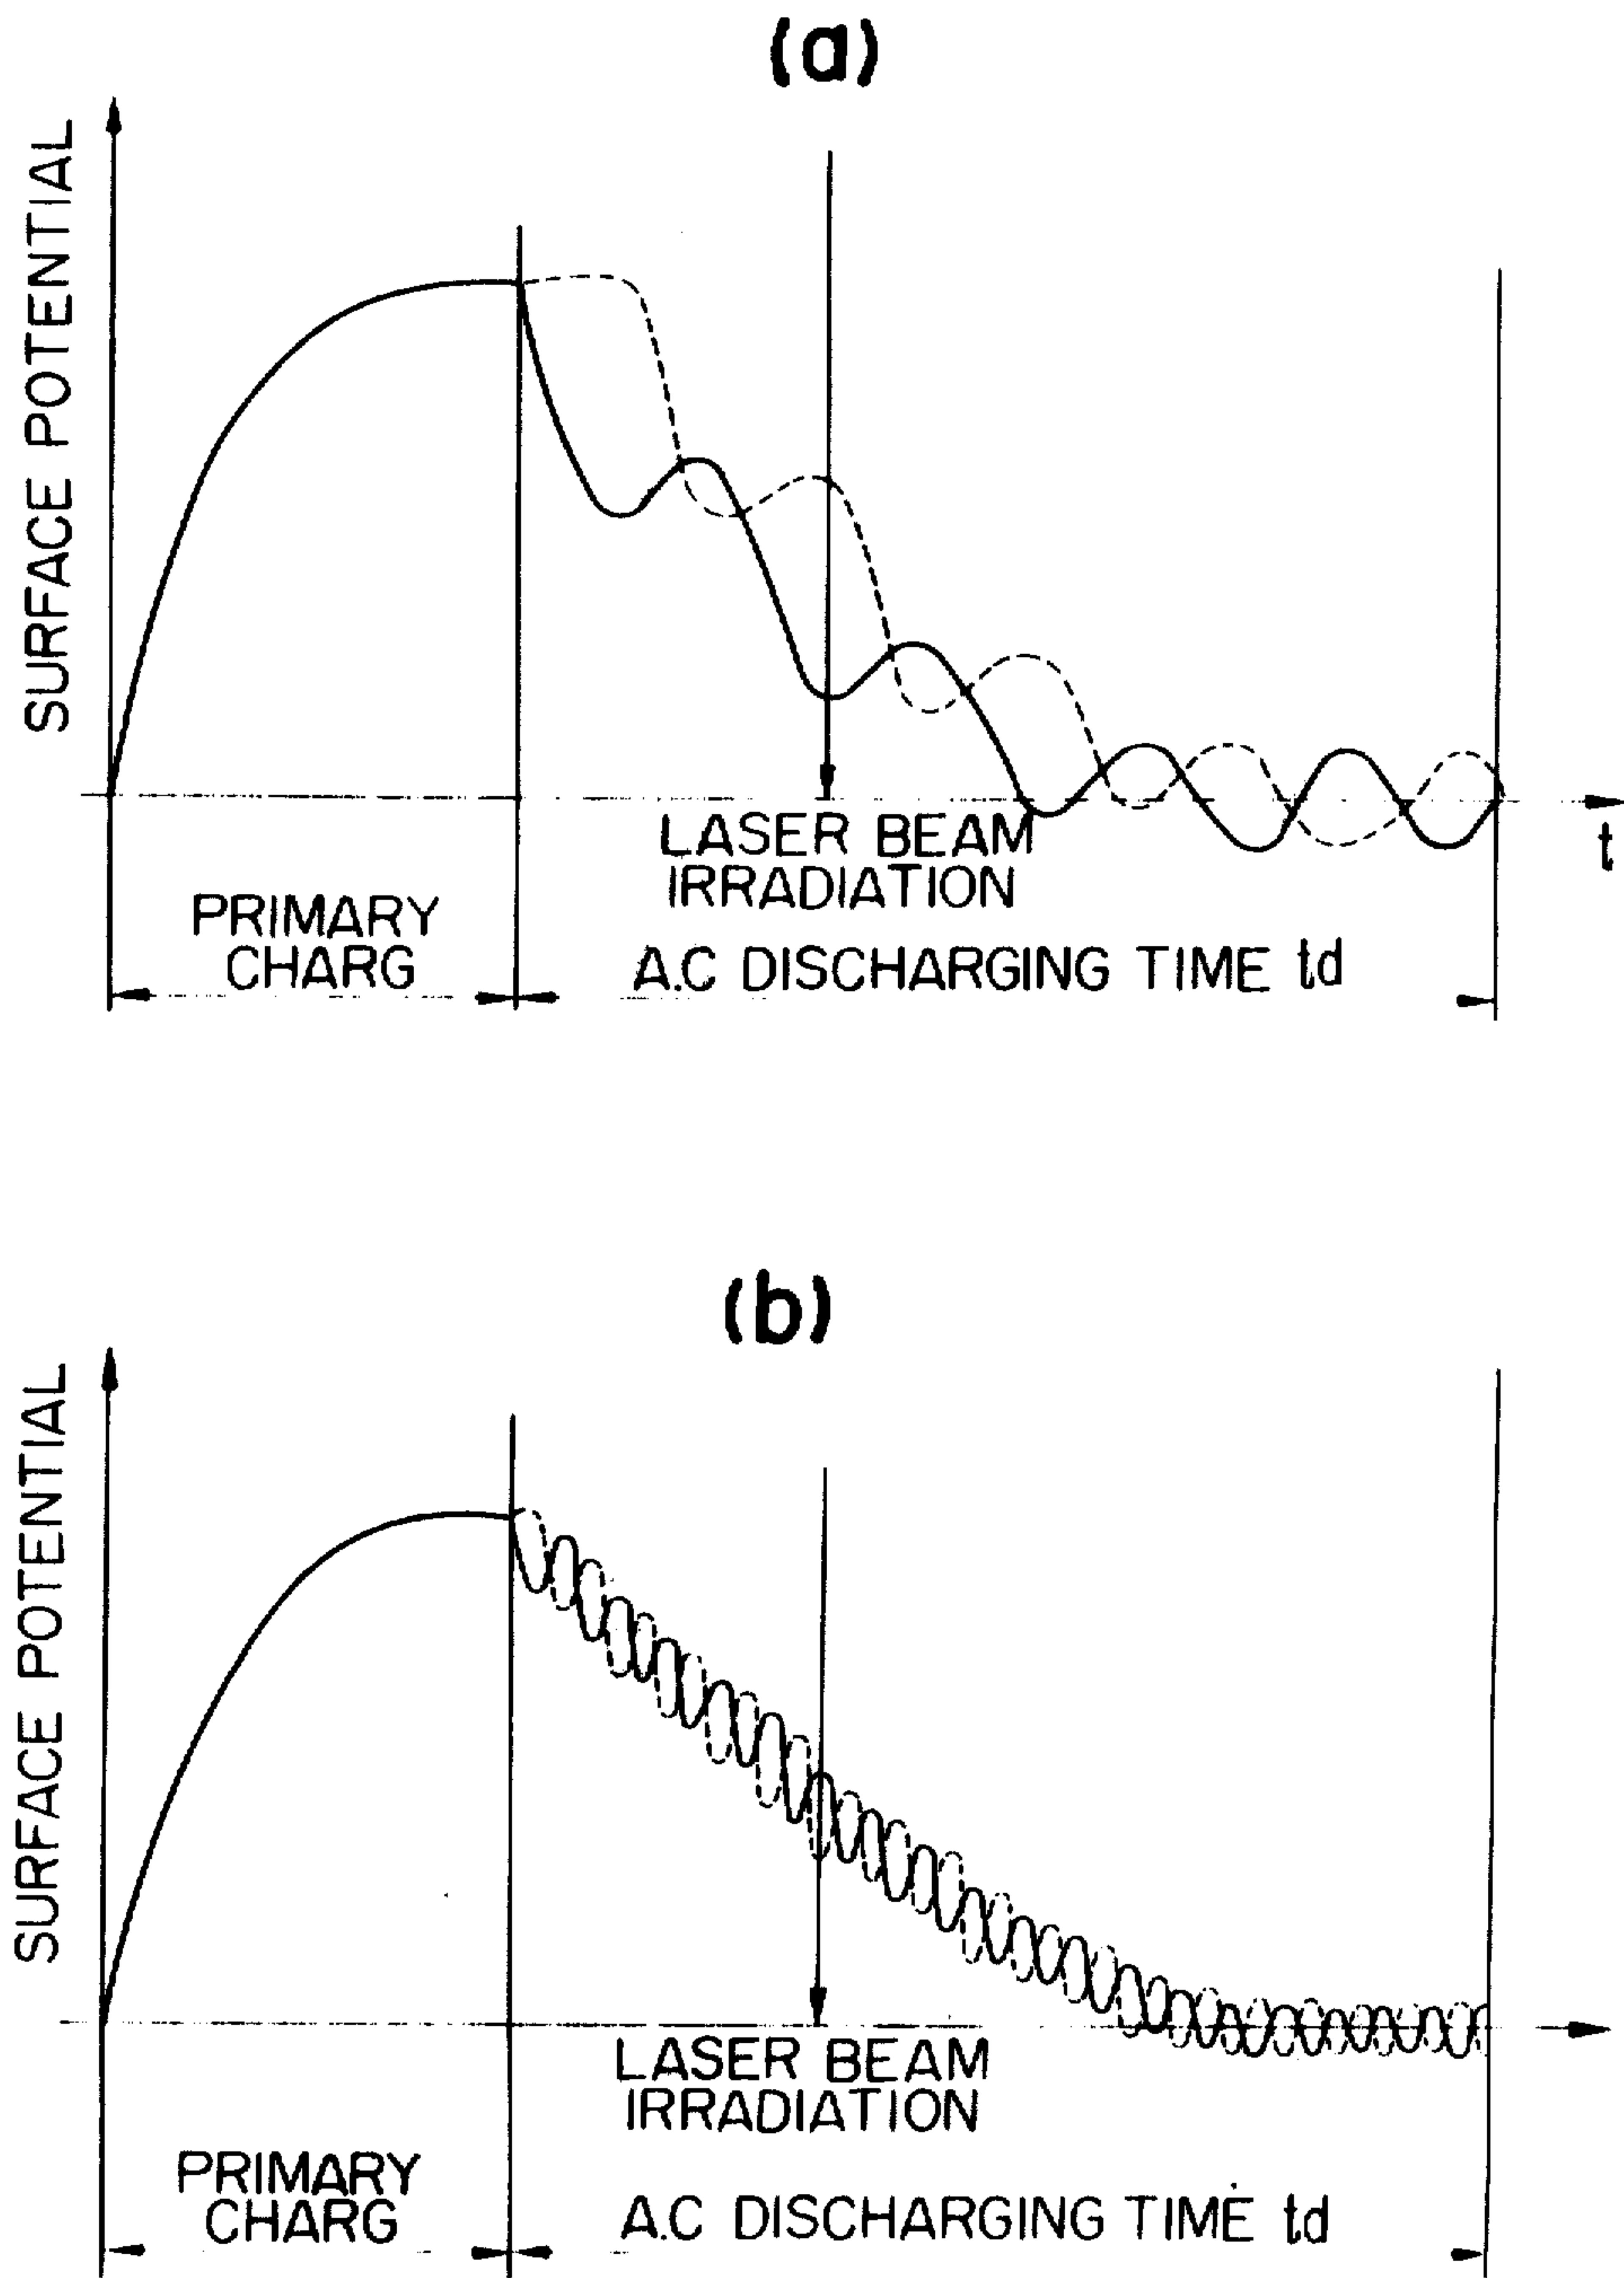 (a)
SURFACE POTENTIAL
LASER BEAM
IRRADIATION
t
PRIMARY
CHARG
A.C DISCHARGING TIME td
(b)
SURFACE POTENTIAL
LASER BEAM
IRRADIATION
PRIMARY
CHARG
A.C DISCHARGING TIME td